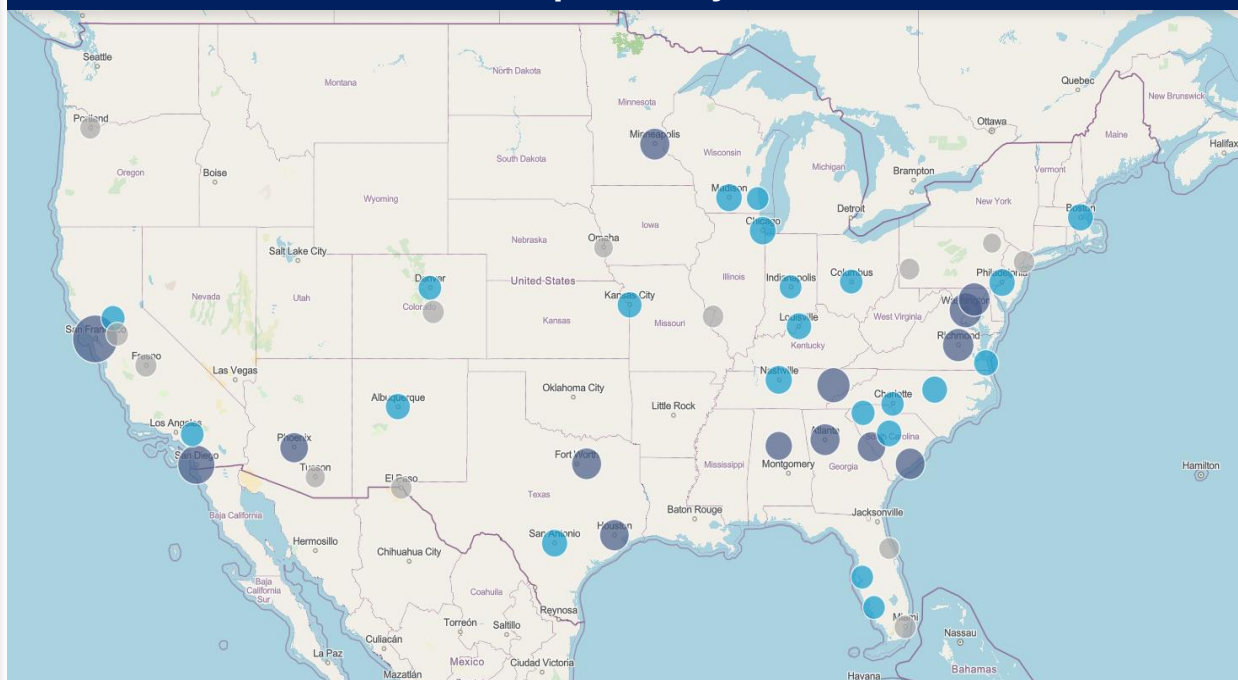 Seattle
Portland
Oregon
Boise
Montana
North Dakota
Minnesota
Minneapolis
South Dakota
Wisconsin
Michigan
Ottawa
Quebec
New Brunswick
Maine
Halifax
Brampton
Vermont
Wyoming
Madison
Detroit
New York
Boston
Chicago
Salt Lake City
Nebraska
Omaha
Iowa
Nevada
Utah
Denver
Colorado
United States
Illinois
Indianapolis
Columbus
Philadelphia
Kansas City
Kansas
Missouri
Louisville
Kentucky
West Virginia
Washington
Richmond
San Francisco
Fresno
Las Vegas
Oklahoma City
Nashville
Charlotte
Albuquerque
Little Rock
Los Angeles
Phoenix
Atlanta
South Carolina
San Diego
Tucson
Fort Worth
Mississippi
Montgomery
Georgia
Hamilton
El Paso
Texas
Baton Rouge
Jacksonville
Baja California
Hermosillo
Chihuahua City
San Antonio
Houston
Baja
California
Sur
Coahuila
Reynosa
Miami
Torreón
Saltillo
Nassau
Culiacán
La Paz
Mexico
Ciudad Victoria
Bahamas
Mazatlán
Havana